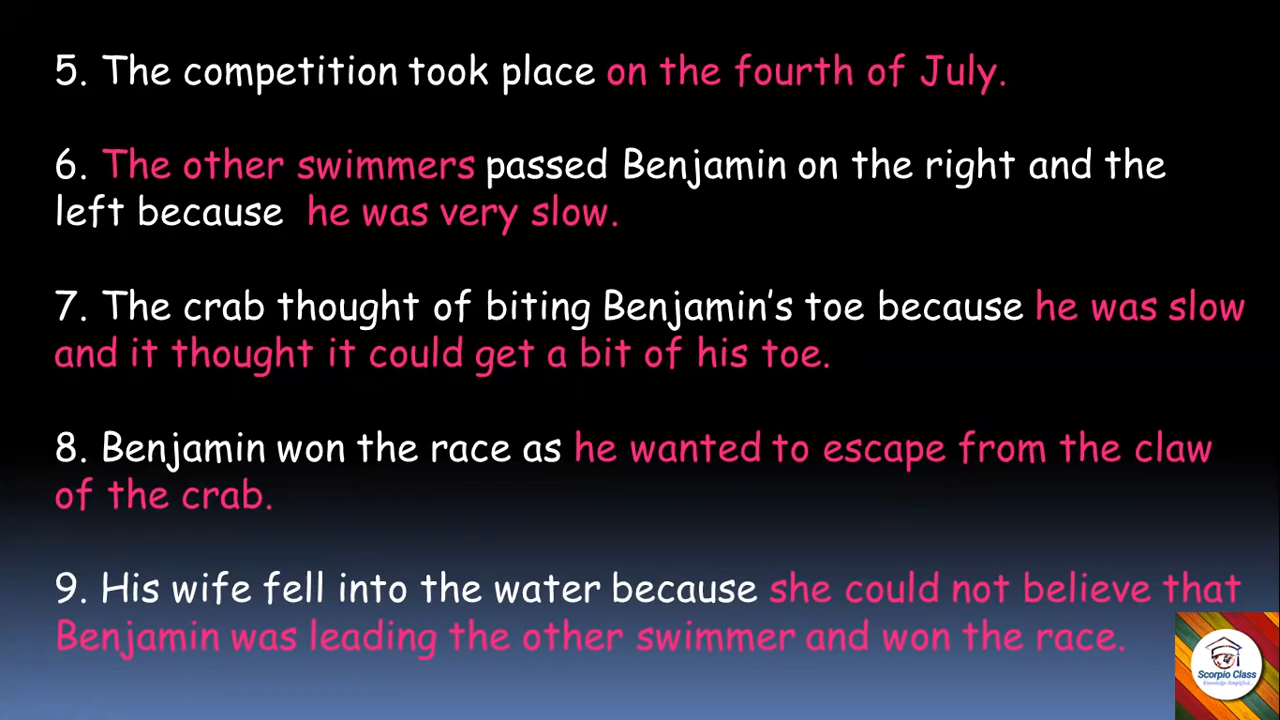 5. The competition took place on the fourth of July.
6. The other swimmers passed Benjamin on the right and the
left because he was very slow.
7. The crab thought of biting Benjamin's toe because he was slow
and it thought it could get a bit of his toe.
8. Benjamin won the race as he wanted to escape from the claw
of the crab.
9. His wife fell into the water because she could not believe that
Benjamin was leading the other swimmer and won the race.
Scorpio Class
Knowledge Simplified